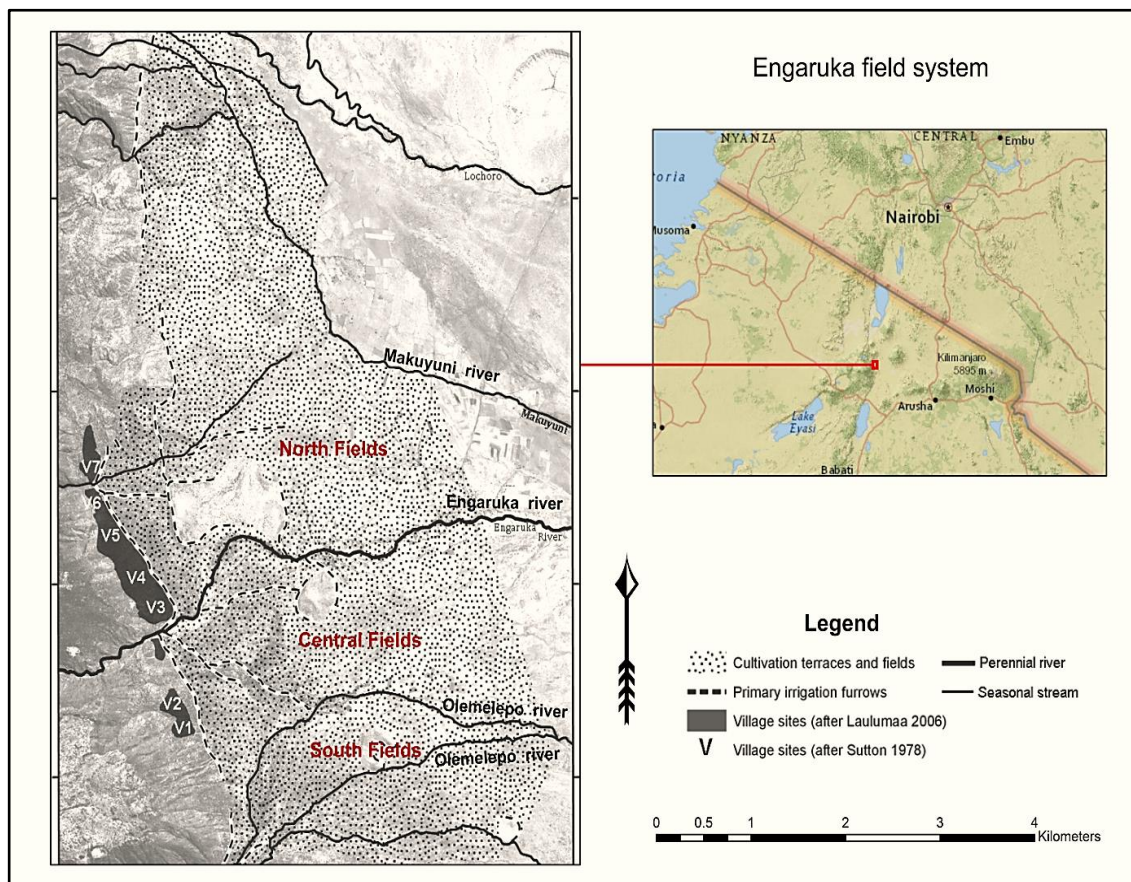 Engaruka field system
Lochoro
Makuyuni river
Makuyuni
North Fields
V7
V6
V5
Engaruka river
Engaruka
River
V4
V3
Central Fields
V2
V1
Olemelepo river
South Fields
Olemelepo river
NYANZA
CENTRAL
Embu
toria
Nairobi
Musoma
Kilimanjaro
5895 m
Moshi
Arusha
Lake
Eyasi
Babati
Legend
Cultivation terraces and fields
Perennial river
Primary irrigation furrows
Seasonal stream
Village sites (after Laulumaa 2006)
V Village sites (after Sutton 1978)
0 0.5 1 2 3 4
Kilometers